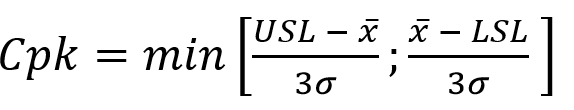 Cpk = min [ (USL − x̄) / 3σ ; (x̄ − LSL) / 3σ ]